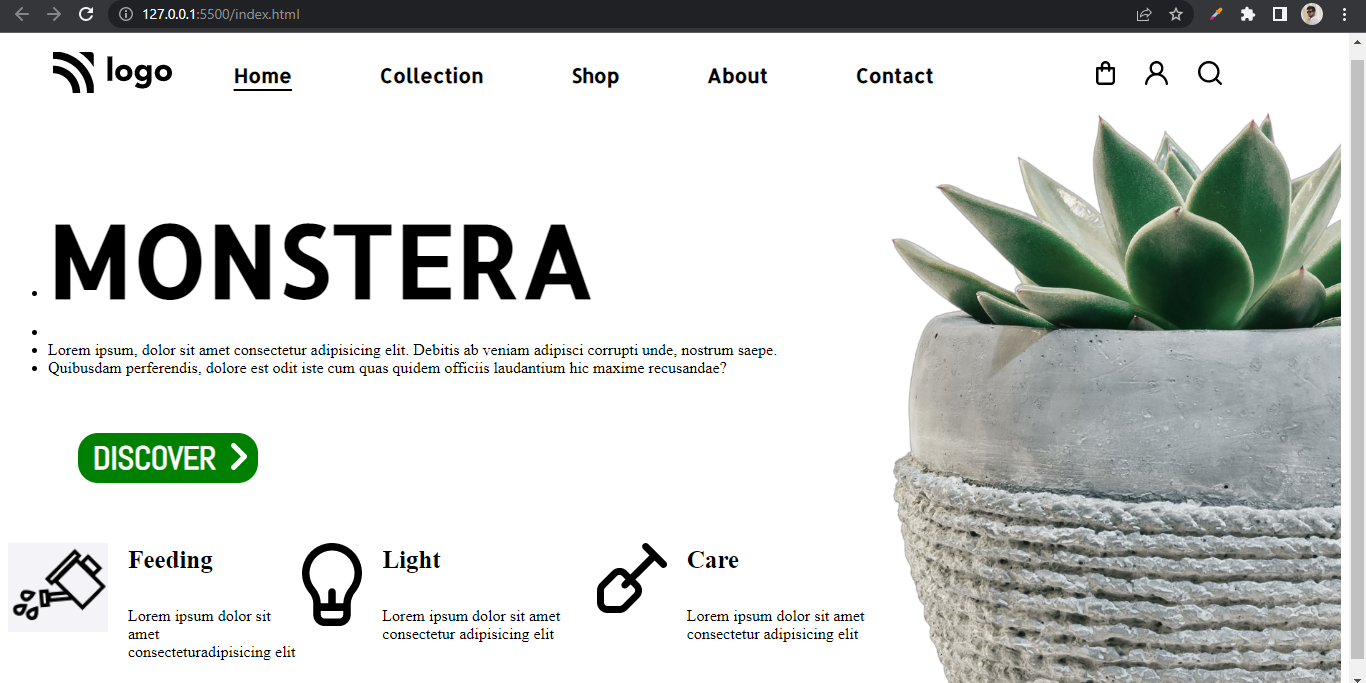 127.0.0.1:5500/index.html
logo
Home Collection Shop About Contact
MONSTERA
Lorem ipsum, dolor sit amet consectetur adipisicing elit. Debitis ab veniam adipisci corrupti unde, nostrum saepe.
Quibusdam perferendis, dolore est odit iste cum quas quidem officiis laudantium hic maxime recusandae?
DISCOVER
Feeding
Lorem ipsum dolor sit
amet
consecteturadipisicing elit
Light
Lorem ipsum dolor sit amet
consectetur adipisicing elit
Care
Lorem ipsum dolor sit amet
consectetur adipisicing elit